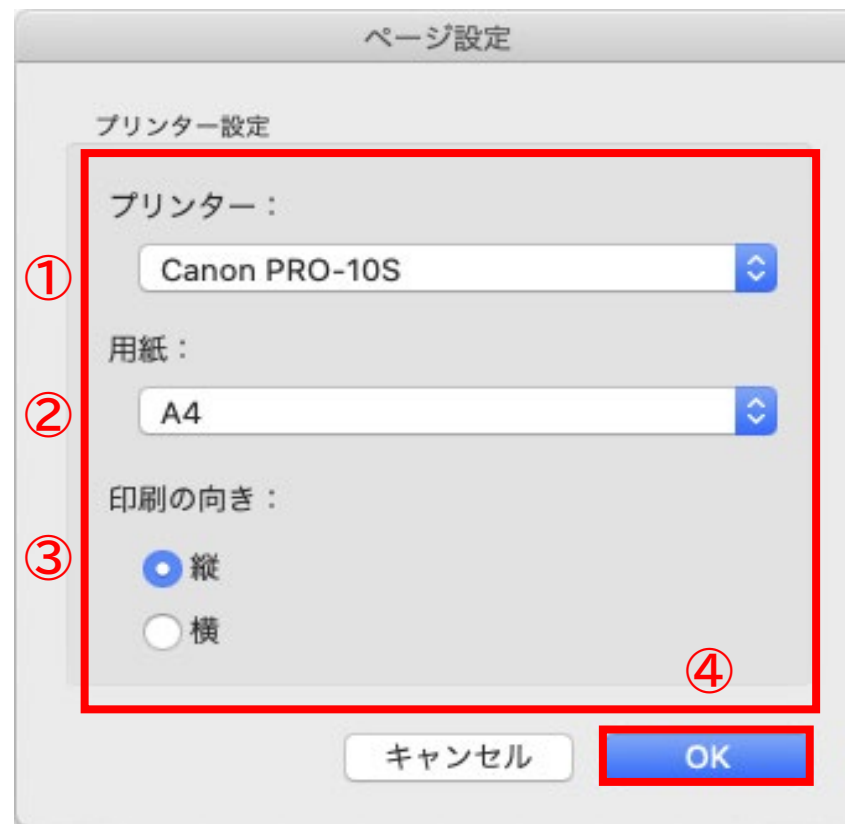 ページ設定
プリンター設定
プリンター：
① Canon PRO-10S
用紙：
② A4
印刷の向き：
③ 縦
横
④
キャンセル OK